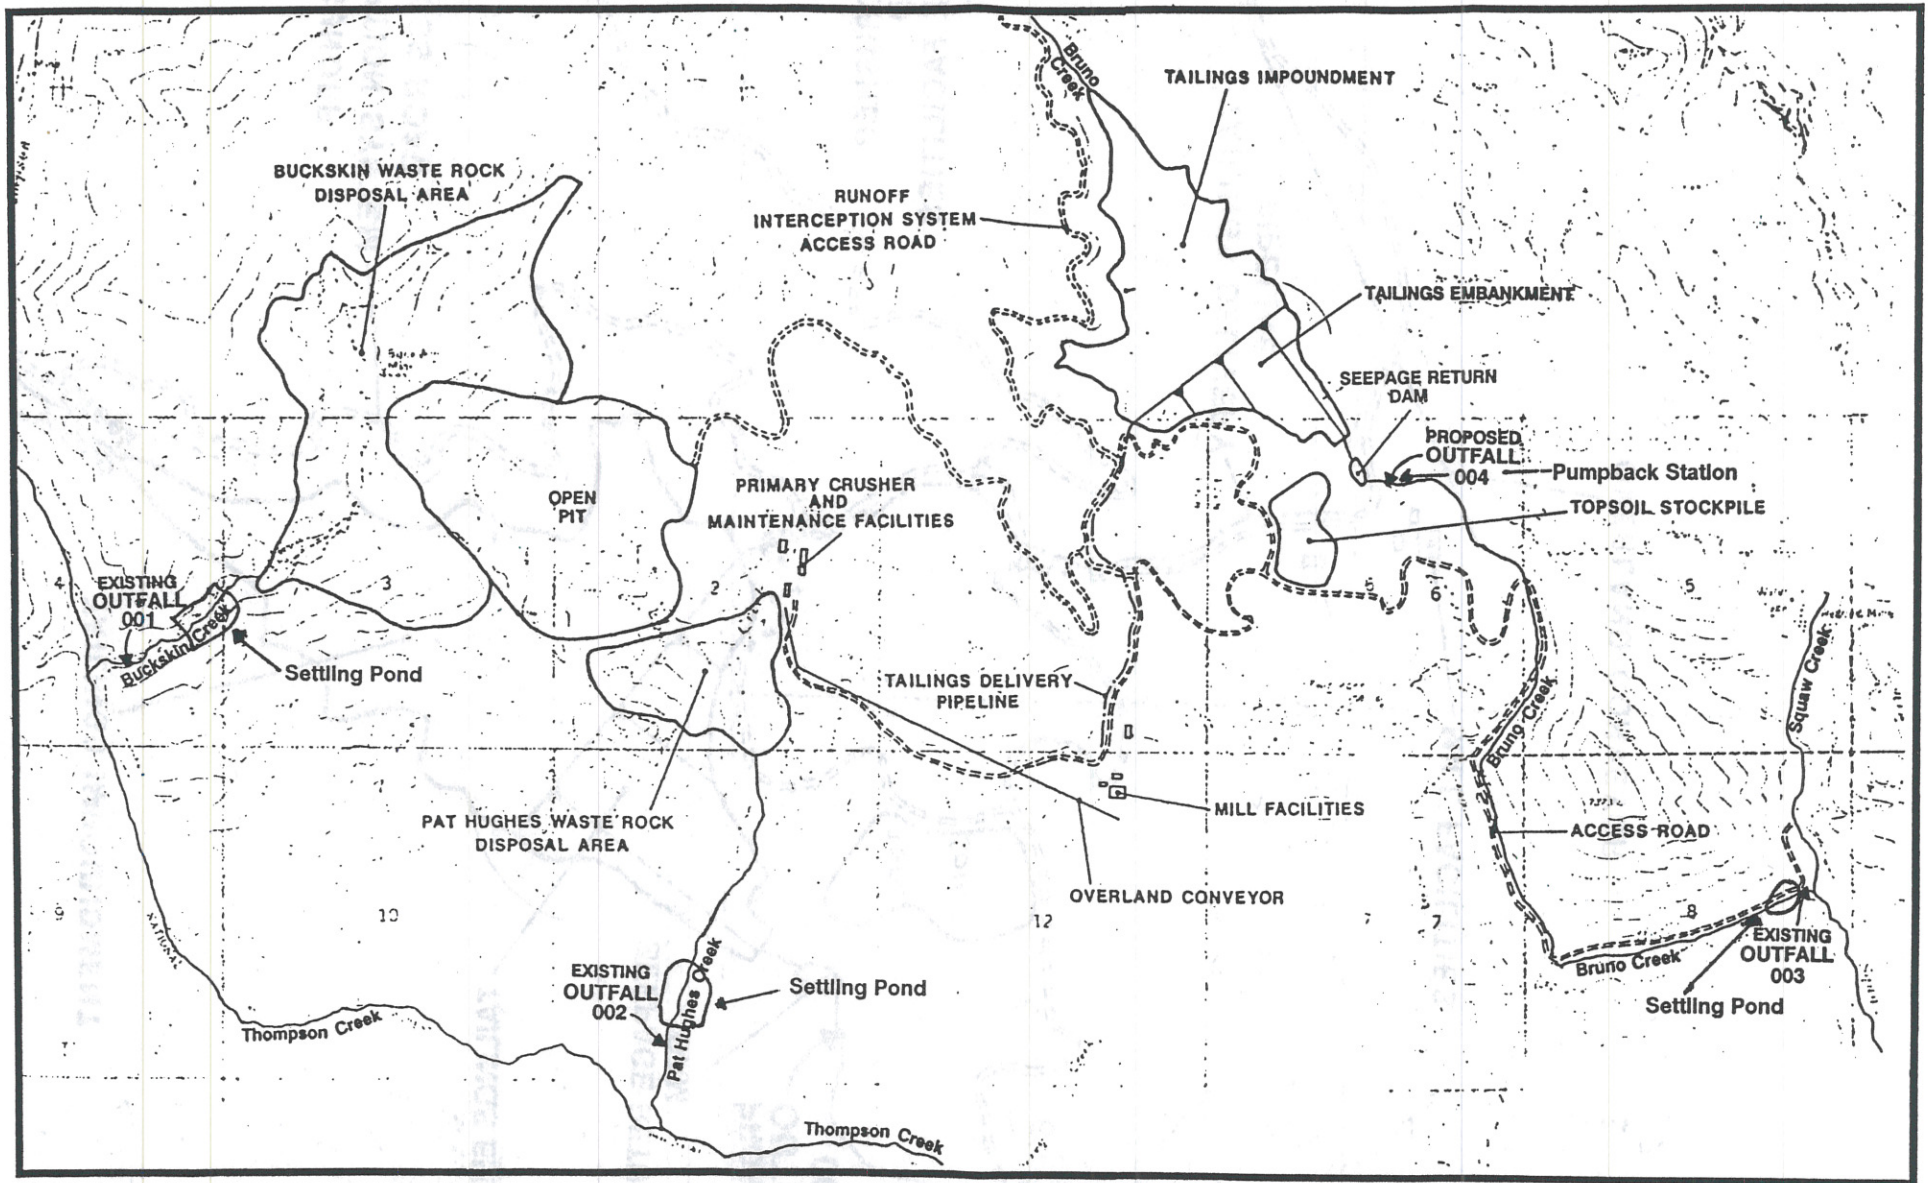 Bruno
Creek
TAILINGS IMPOUNDMENT
BUCKSKIN WASTE ROCK
DISPOSAL AREA
RUNOFF
INTERCEPTION SYSTEM
ACCESS ROAD
TAILINGS EMBANKMENT
SEEPAGE RETURN
DAM
PROPOSED
OUTFALL
004
Pumpback Station
TOPSOIL STOCKPILE
OPEN
PIT
PRIMARY CRUSHER
AND
MAINTENANCE FACILITIES
4
EXISTING
OUTFALL
001
Buckskin Creek
Settling Pond
3
2
1
6
5
Squaw Creek
TAILINGS DELIVERY
PIPELINE
Bruno Creek
PAT HUGHES WASTE ROCK
DISPOSAL AREA
MILL FACILITIES
ACCESS ROAD
OVERLAND CONVEYOR
9
NATIONAL
10
12
7
7
8
EXISTING
OUTFALL
003
Bruno Creek
Settling Pond
EXISTING
OUTFALL
002
Pat Hughes Creek
Settling Pond
Thompson Creek
Thompson Creek